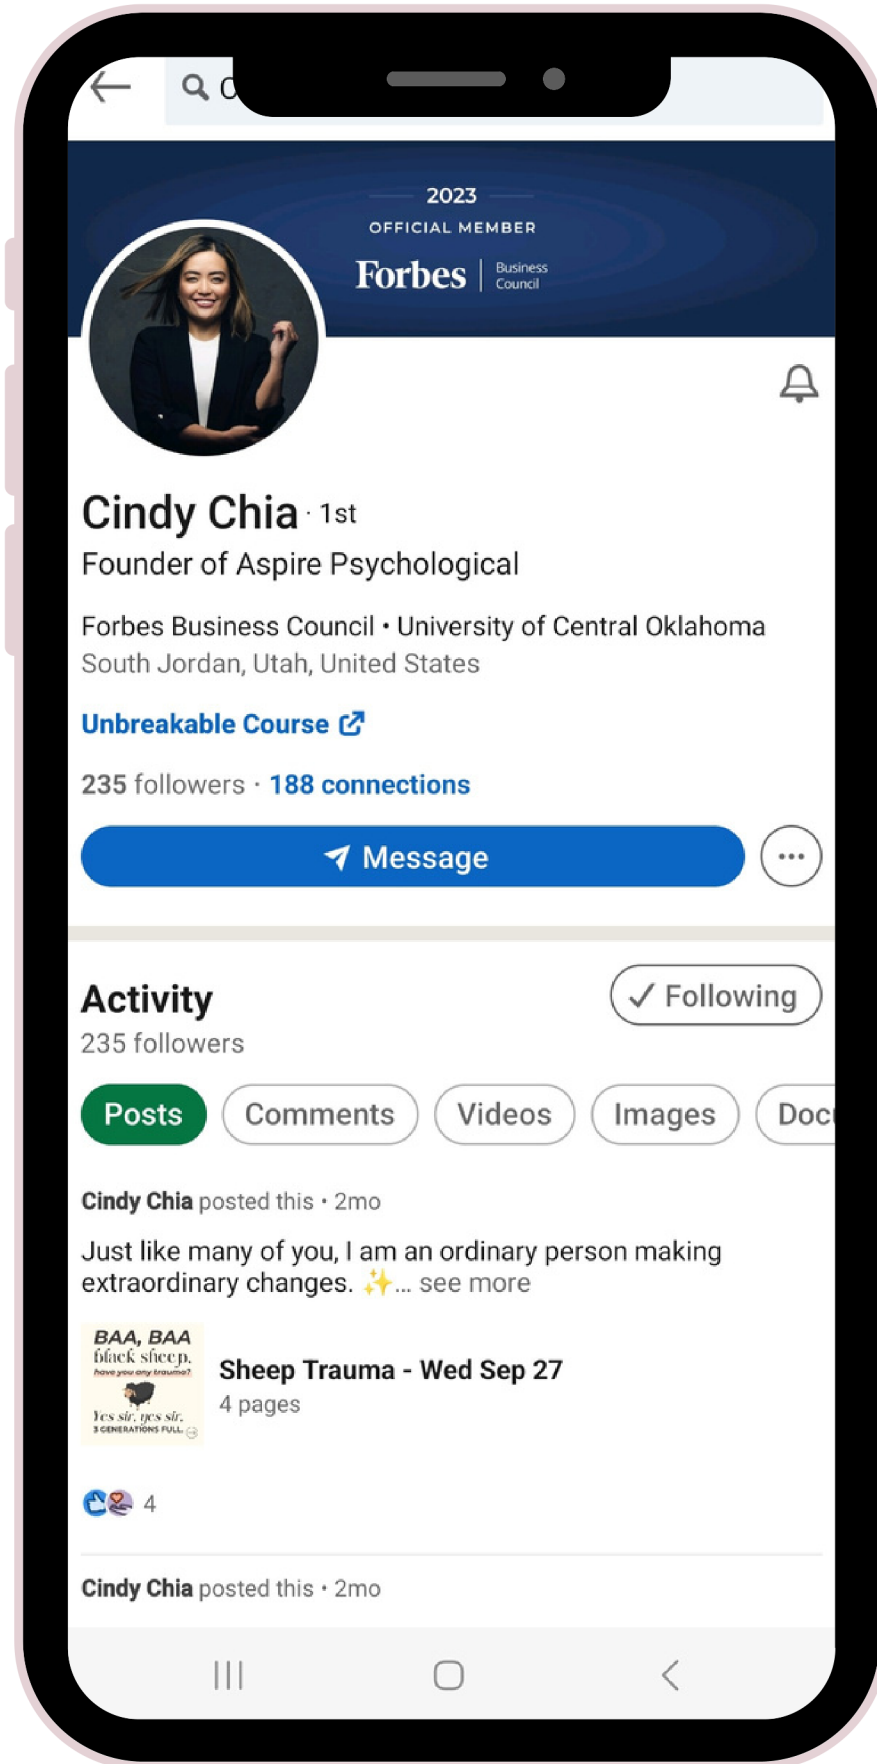 C
2023
OFFICIAL MEMBER
Forbes | Business Council
Cindy Chia · 1st
Founder of Aspire Psychological
Forbes Business Council • University of Central Oklahoma
South Jordan, Utah, United States
Unbreakable Course
235 followers · 188 connections
Message
Activity
Following
235 followers
Posts
Comments
Videos
Images
Docu
Cindy Chia posted this • 2mo
Just like many of you, I am an ordinary person making
extraordinary changes. ✨... see more
BAA, BAA
black sheep,
have you any trauma?
Yes sir, yes sir,
3 GENERATIONS FULL.
Sheep Trauma - Wed Sep 27
4 pages
4
Cindy Chia posted this • 2mo